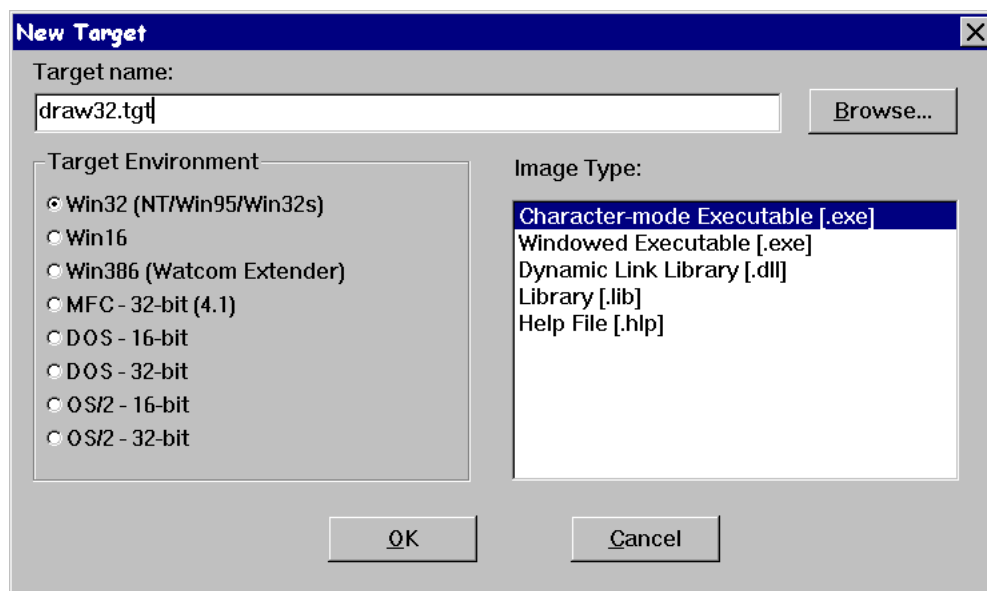 New Target
Target name:
draw32.tgt
Browse...
Target Environment
Win32 (NT/Win95/Win32s)
Win16
Win386 (Watcom Extender)
MFC - 32-bit (4.1)
DOS - 16-bit
DOS - 32-bit
OS/2 - 16-bit
OS/2 - 32-bit
Image Type:
Character-mode Executable [.exe]
Windowed Executable [.exe]
Dynamic Link Library [.dll]
Library [.lib]
Help File [.hlp]
OK
Cancel